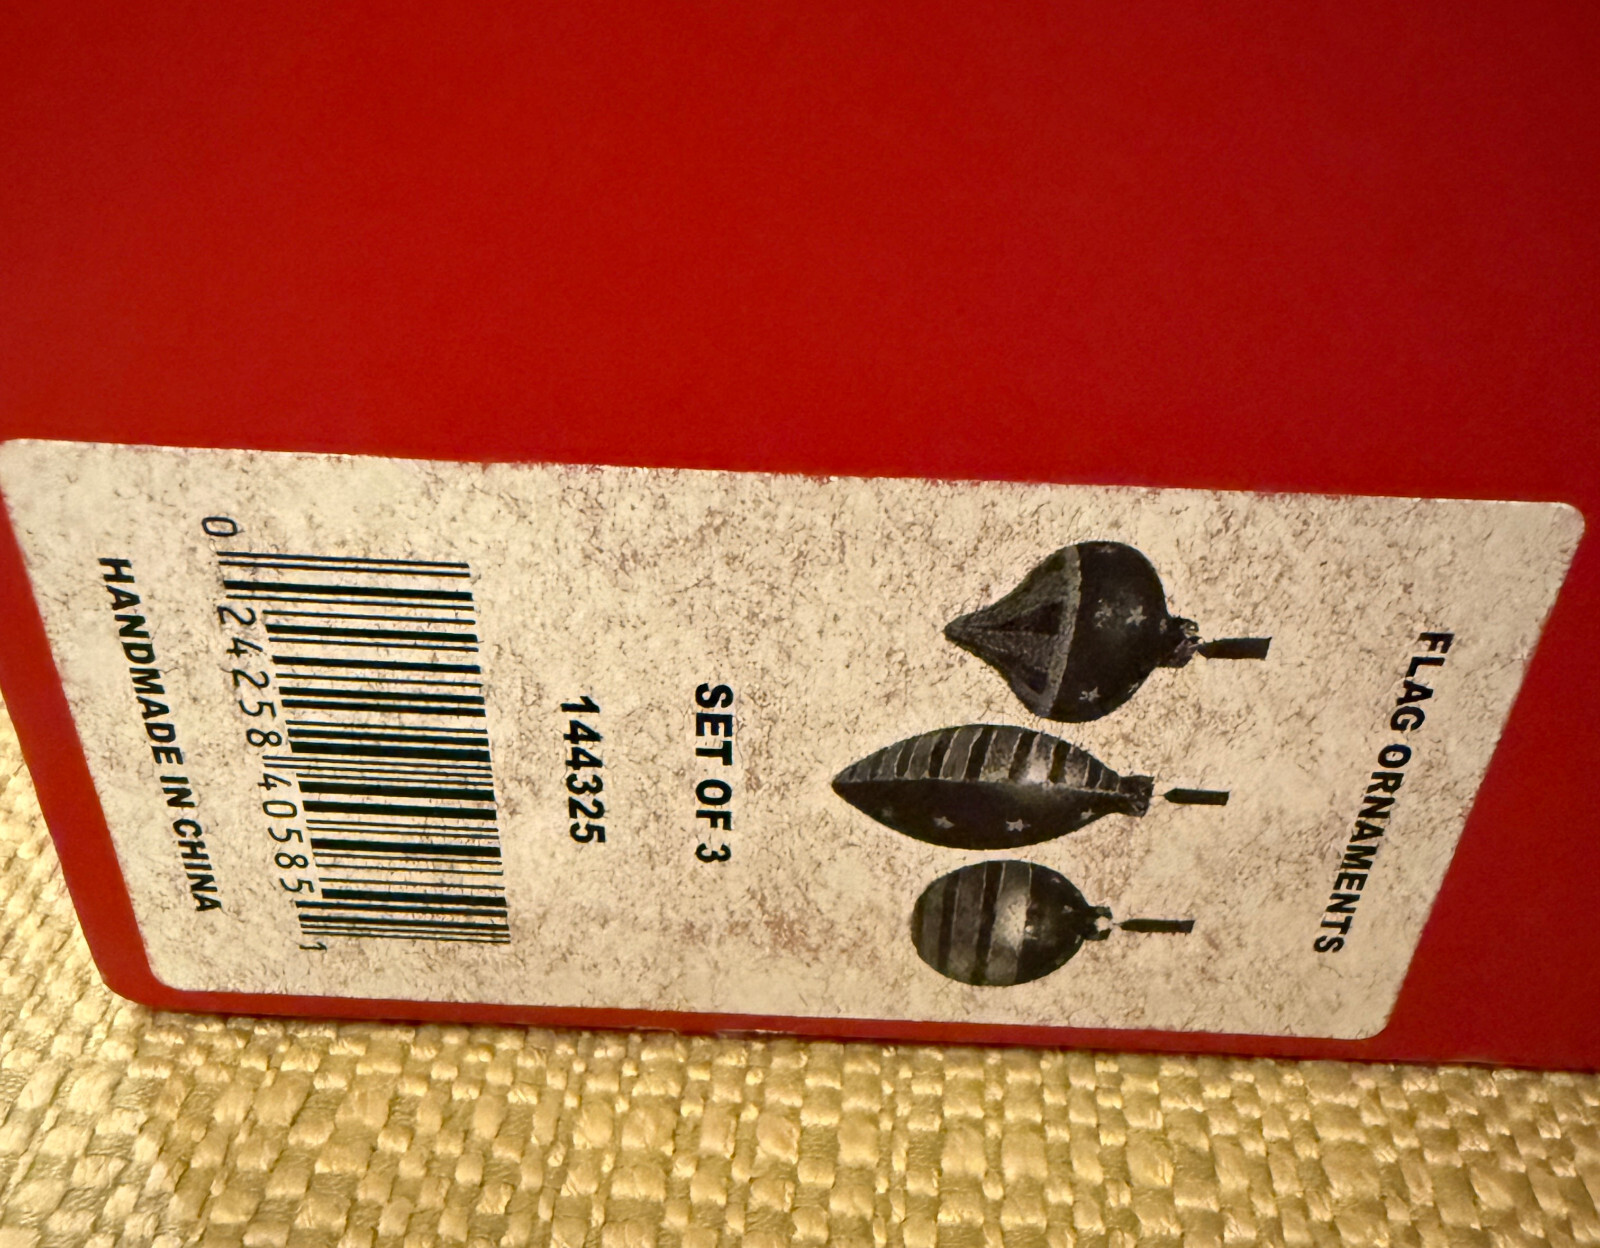 FLAG ORNAMENTS
SET OF 3
144325
0 24258 40585 1
HANDMADE IN CHINA